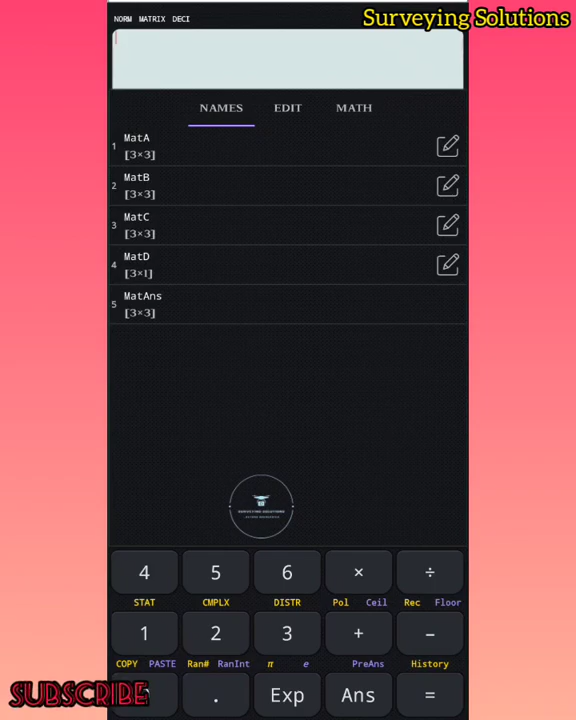 NORM MATRIX DECI
Surveying Solutions
NAMES EDIT MATH
1 MatA
[3×3]
2 MatB
[3×3]
3 MatC
[3×3]
4 MatD
[3×1]
5 MatAns
[3×3]
SURVEYING SOLUTIONS
4 5 6 × ÷
STAT CMPLX DISTR Pol Ceil Rec Floor
1 2 3 + −
COPY PASTE Ran# RanInt π e PreAns History
SUBSCRIBE
. Exp Ans =